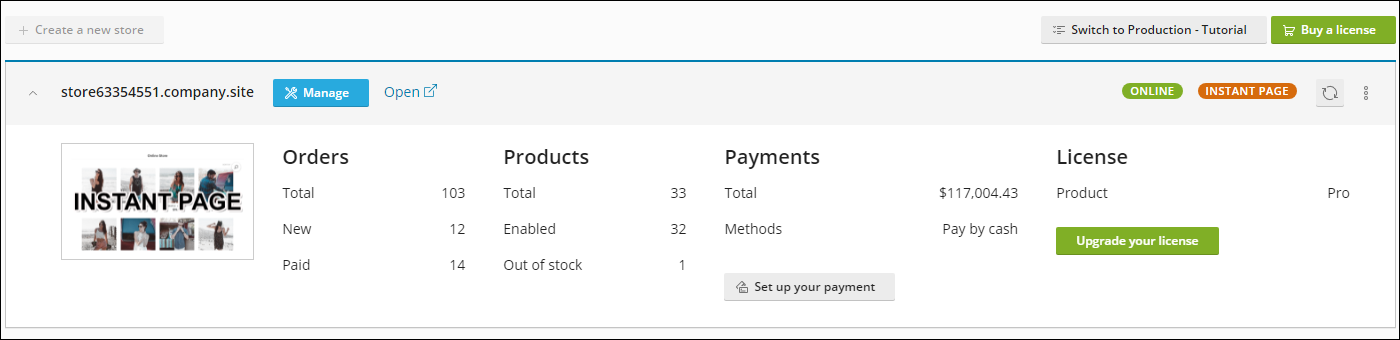 Create a new store
Switch to Production - Tutorial
Buy a license
store63354551.company.site
Manage
Open
ONLINE
INSTANT PAGE
INSTANT PAGE
Orders
Total 103
New 12
Paid 14
Products
Total 33
Enabled 32
Out of stock 1
Payments
Total $117,004.43
Methods Pay by cash
Set up your payment
License
Product Pro
Upgrade your license